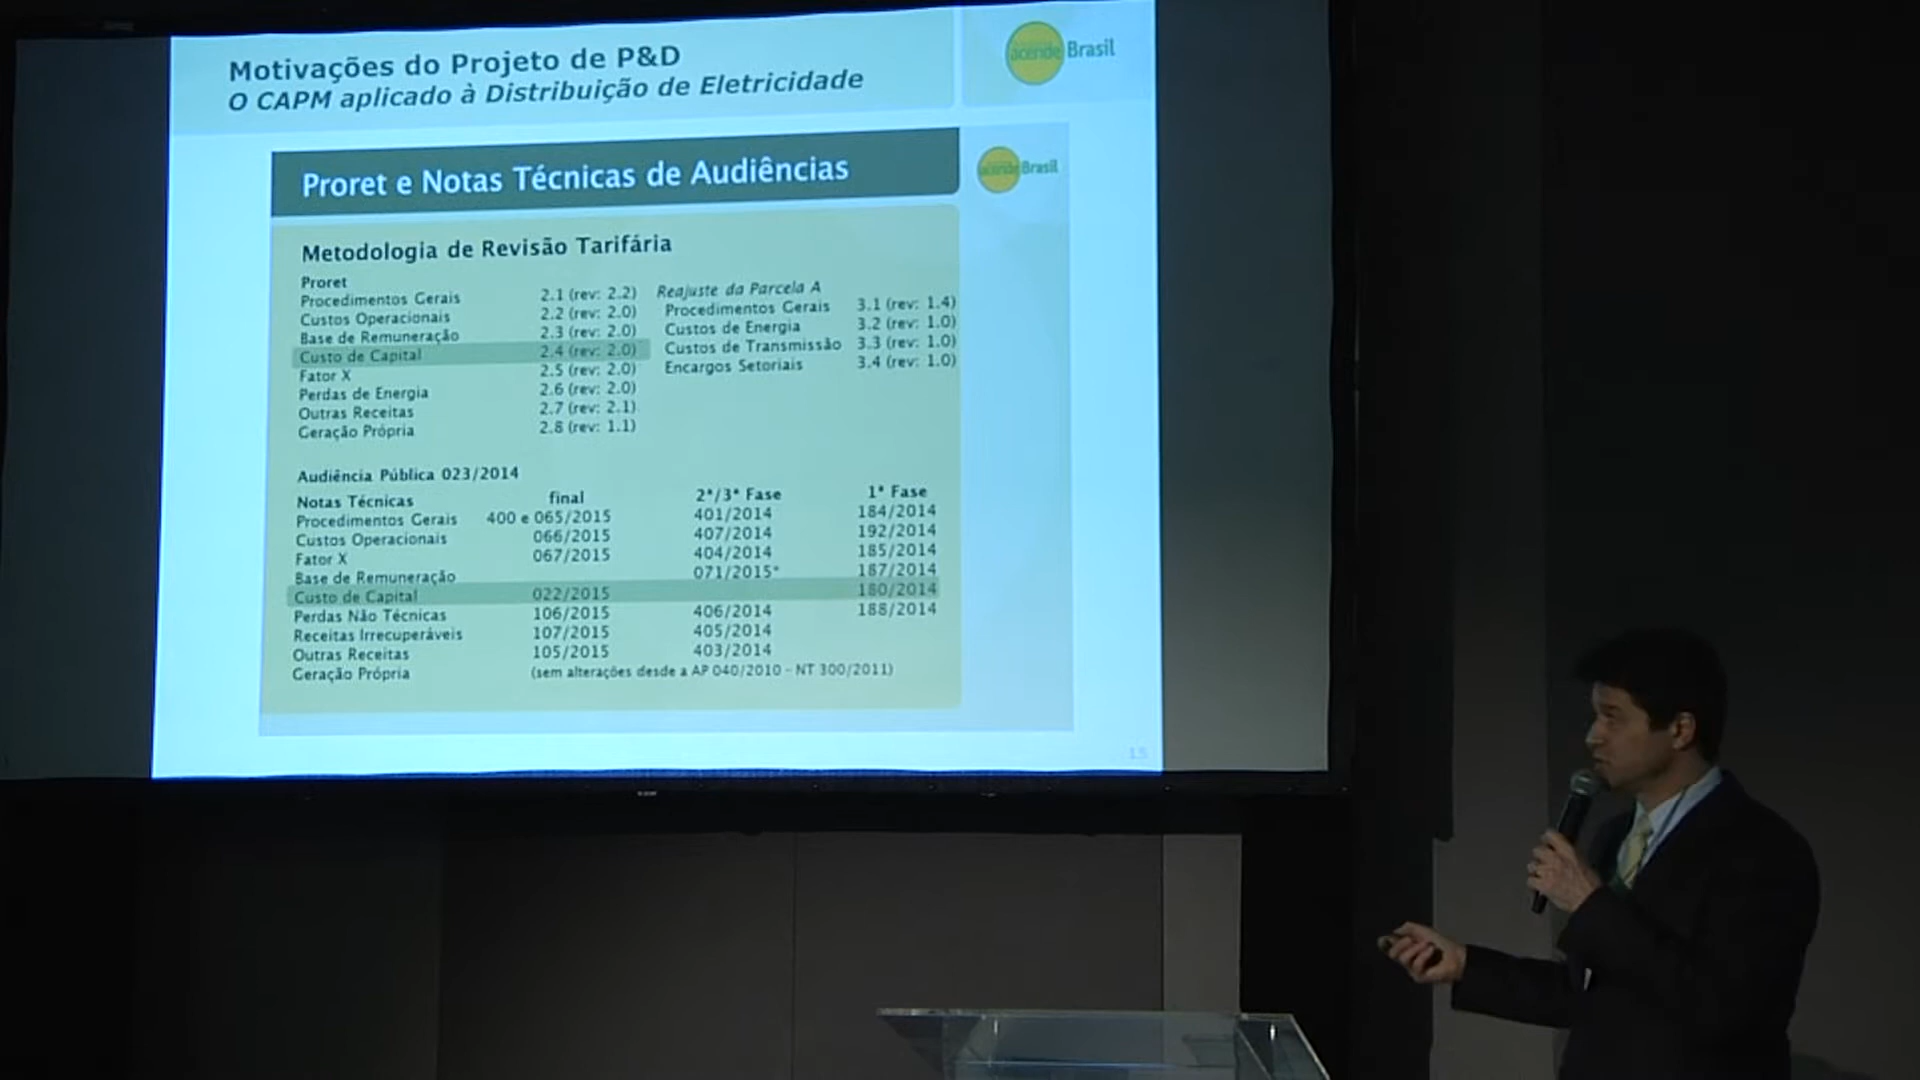 Motivações do Projeto de P&D
O CAPM aplicado à Distribuição de Eletricidade
acende Brasil
Proret e Notas Técnicas de Audiências
acende Brasil
Metodologia de Revisão Tarifária
Proret
Procedimentos Gerais 2.1 (rev: 2.2)
Custos Operacionais 2.2 (rev: 2.0)
Base de Remuneração 2.3 (rev: 2.0)
Custo de Capital 2.4 (rev: 2.0)
Fator X 2.5 (rev: 2.0)
Perdas de Energia 2.6 (rev: 2.0)
Outras Receitas 2.7 (rev: 2.1)
Geração Própria 2.8 (rev: 1.1)
Reajuste da Parcela A
Procedimentos Gerais 3.1 (rev: 1.4)
Custos de Energia 3.2 (rev: 1.0)
Custos de Transmissão 3.3 (rev: 1.0)
Encargos Setoriais 3.4 (rev: 1.0)
Audiência Pública 023/2014
Notas Técnicas final 2ª/3ª Fase 1ª Fase
Procedimentos Gerais 400 e 065/2015 401/2014 184/2014
Custos Operacionais 066/2015 407/2014 192/2014
Fator X 067/2015 404/2014 185/2014
Base de Remuneração 071/2015* 187/2014
Custo de Capital 022/2015 180/2014
Perdas Não Técnicas 106/2015 406/2014 188/2014
Receitas Irrecuperáveis 107/2015 405/2014
Outras Receitas 105/2015 403/2014
Geração Própria (sem alterações desde a AP 040/2010 - NT 300/2011)
15